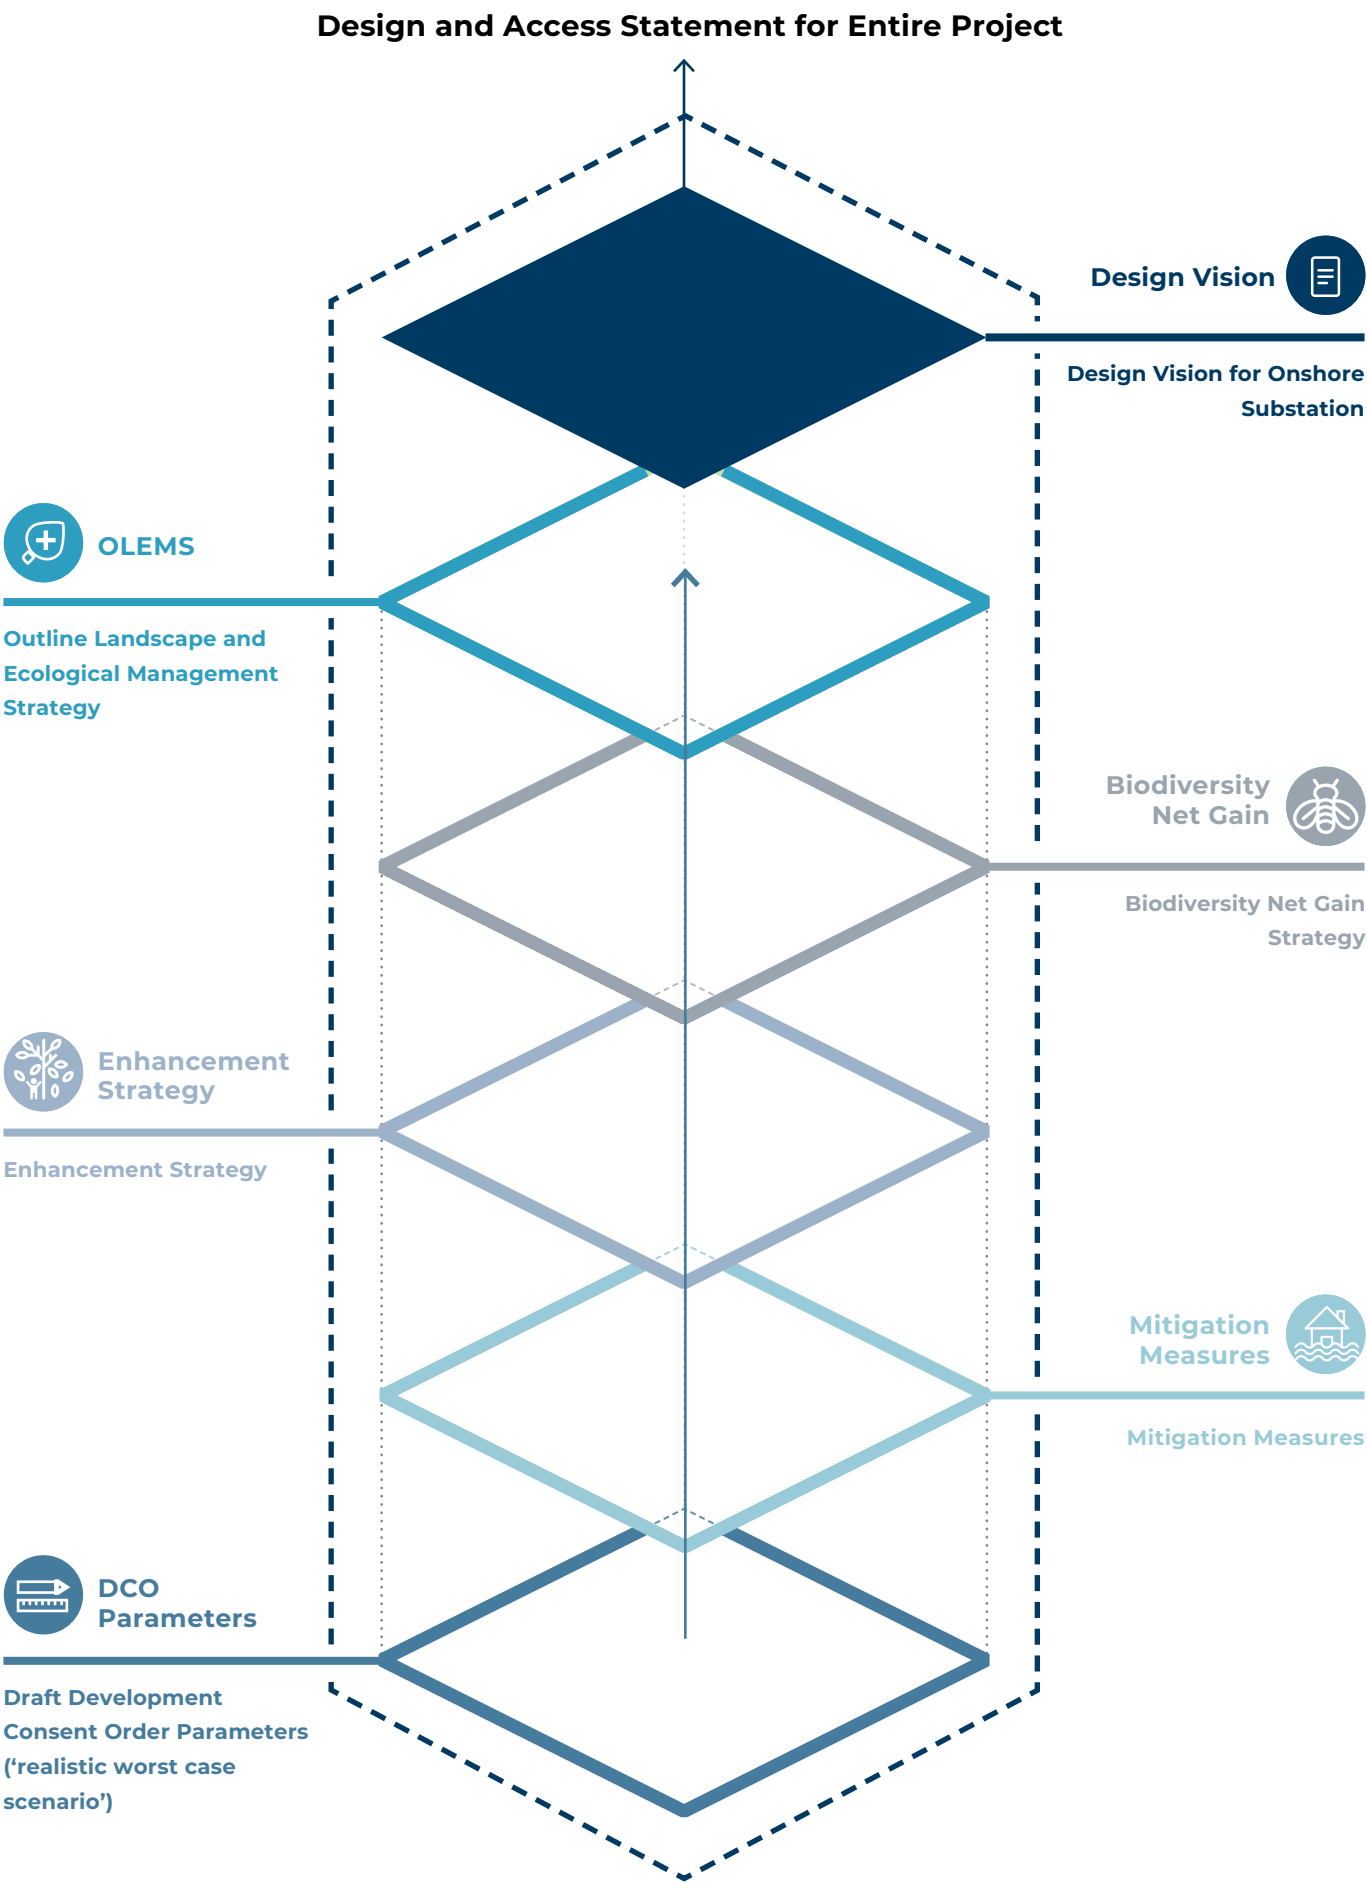 Design and Access Statement for Entire Project
Design Vision
Design Vision for Onshore
Substation
OLEMS
Outline Landscape and
Ecological Management
Strategy
Biodiversity
Net Gain
Biodiversity Net Gain
Strategy
Enhancement
Strategy
Enhancement Strategy
Mitigation
Measures
Mitigation Measures
DCO
Parameters
Draft Development
Consent Order Parameters
(‘realistic worst case
scenario’)